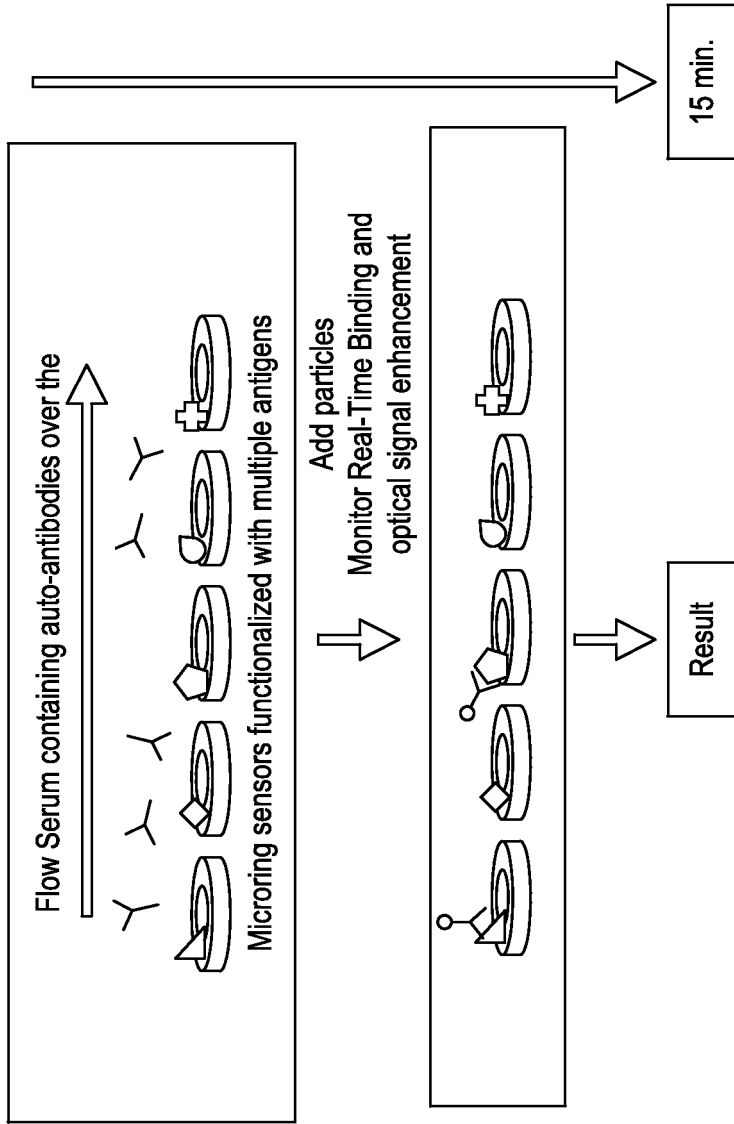 Flow Serum containing auto-antibodies over the
Microring sensors functionalized with multiple antigens
Add particles
Monitor Real-Time Binding and
optical signal enhancement
Result
15 min.